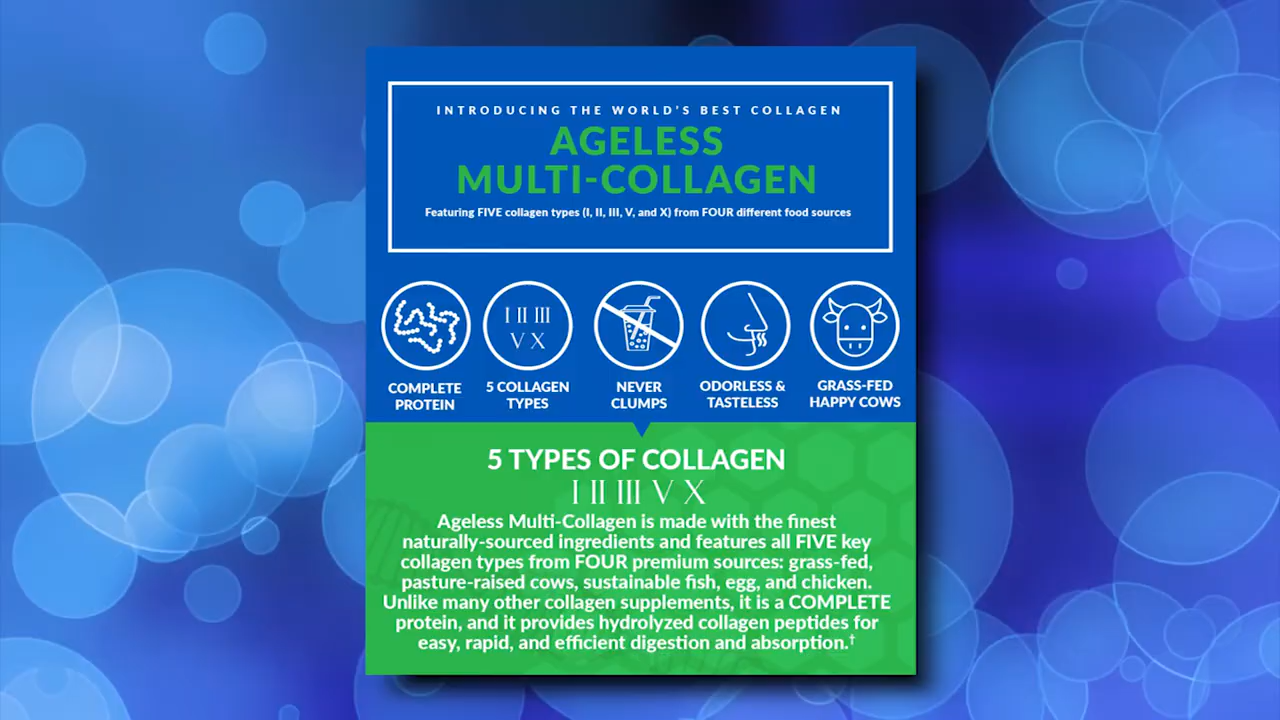 INTRODUCING THE WORLD'S BEST COLLAGEN
AGELESS
MULTI-COLLAGEN
Featuring FIVE collagen types (I, II, III, V, and X) from FOUR different food sources
I II III
V X
COMPLETE
PROTEIN
5 COLLAGEN
TYPES
NEVER
CLUMPS
ODORLESS &
TASTELESS
GRASS-FED
HAPPY COWS
5 TYPES OF COLLAGEN
I II III V X
Ageless Multi-Collagen is made with the finest
naturally-sourced ingredients and features all FIVE key
collagen types from FOUR premium sources: grass-fed,
pasture-raised cows, sustainable fish, egg, and chicken.
Unlike many other collagen supplements, it is a COMPLETE
protein, and it provides hydrolyzed collagen peptides for
easy, rapid, and efficient digestion and absorption.†